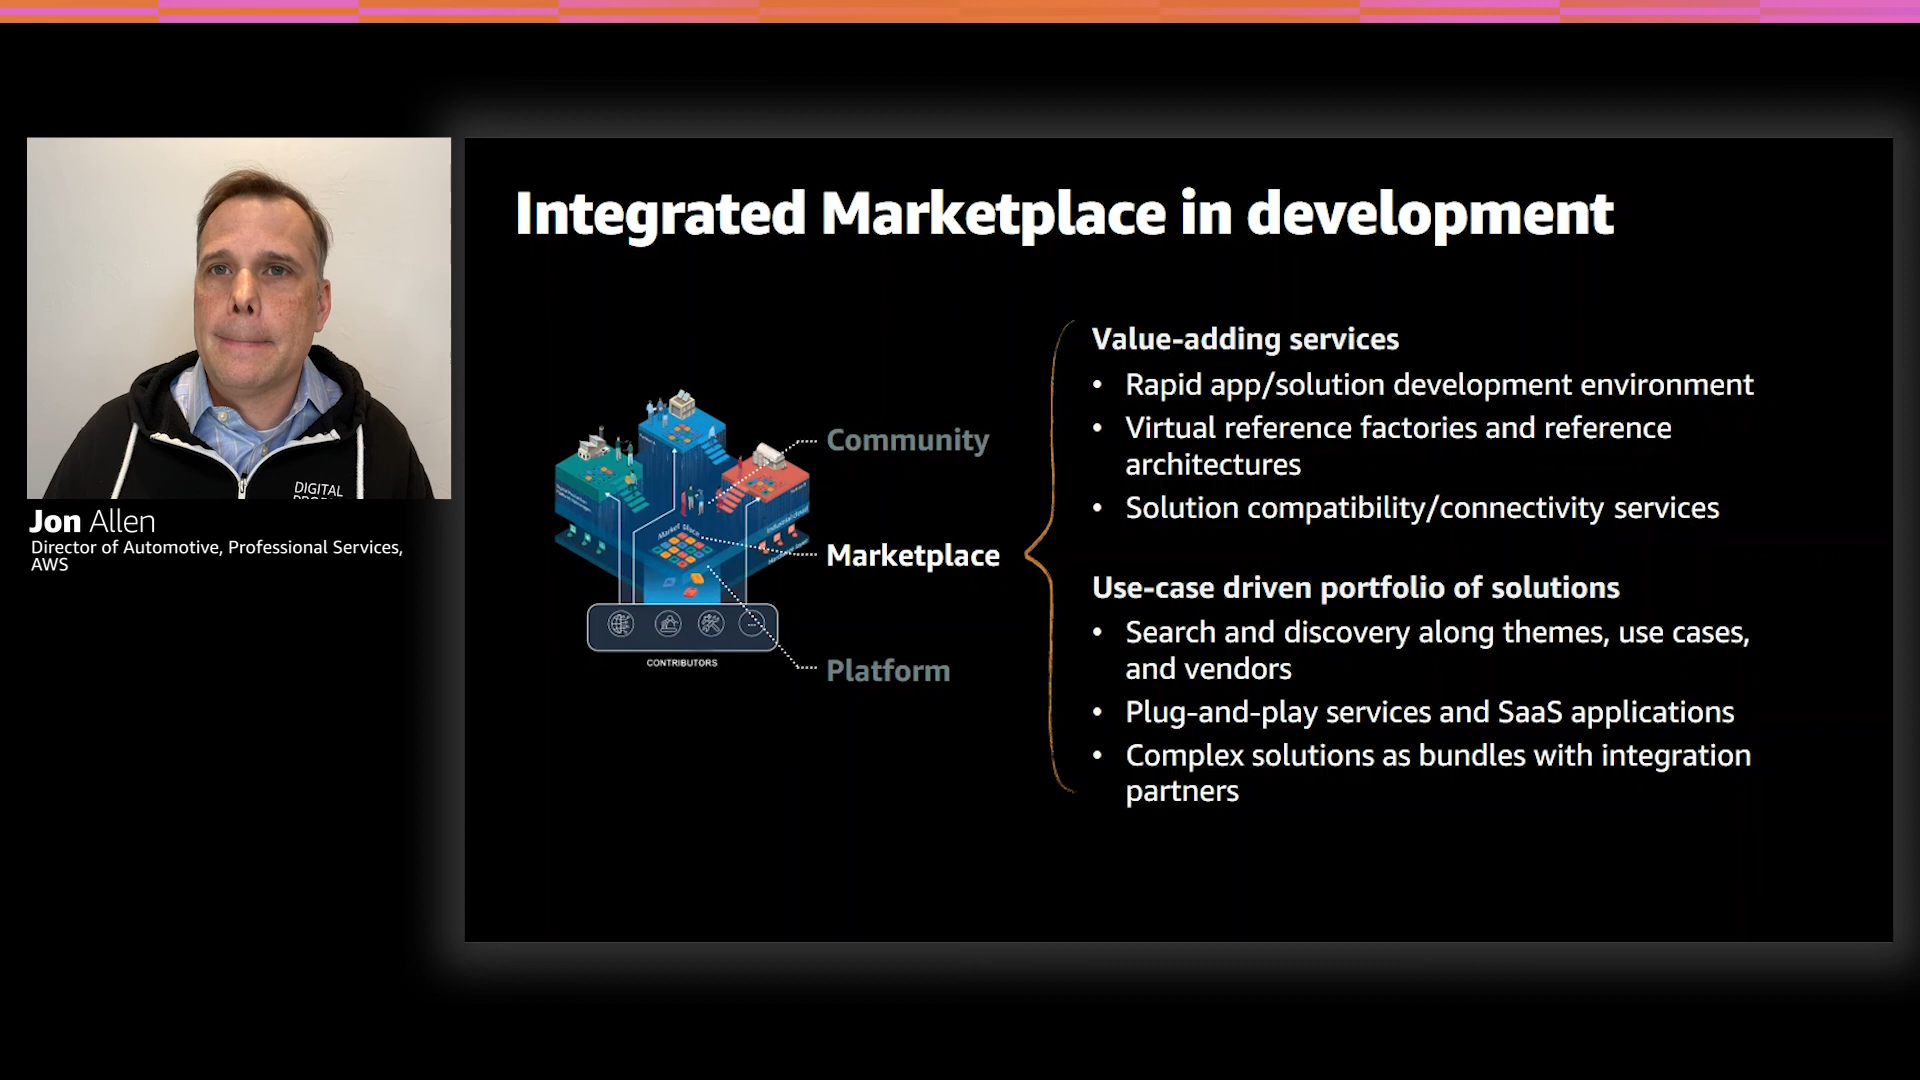 Integrated Marketplace in development
DIGITAL
Jon Allen
Director of Automotive, Professional Services,
AWS
Community
Marketplace
Platform
Market place
CONTRIBUTORS
Value-adding services
• Rapid app/solution development environment
• Virtual reference factories and reference
architectures
• Solution compatibility/connectivity services
Use-case driven portfolio of solutions
• Search and discovery along themes, use cases,
and vendors
• Plug-and-play services and SaaS applications
• Complex solutions as bundles with integration
partners